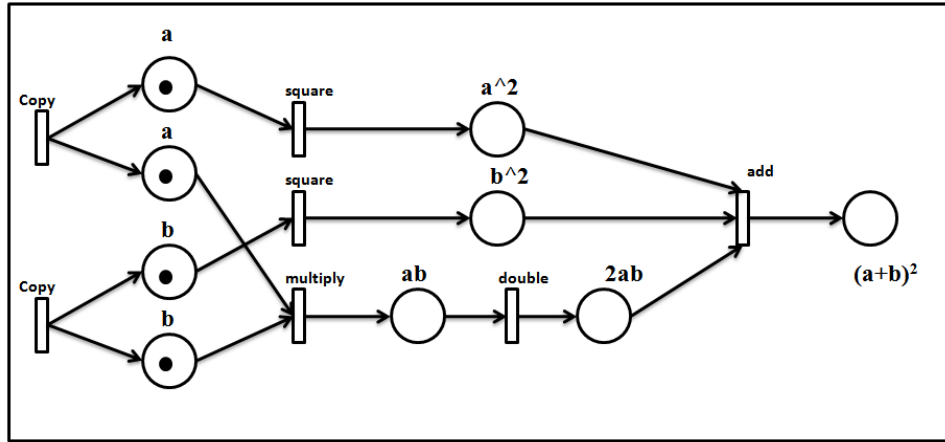 a
Copy
square
a^2
a
add
square
b^2
b
(a+b)²
Copy
multiply
ab
double
2ab
b